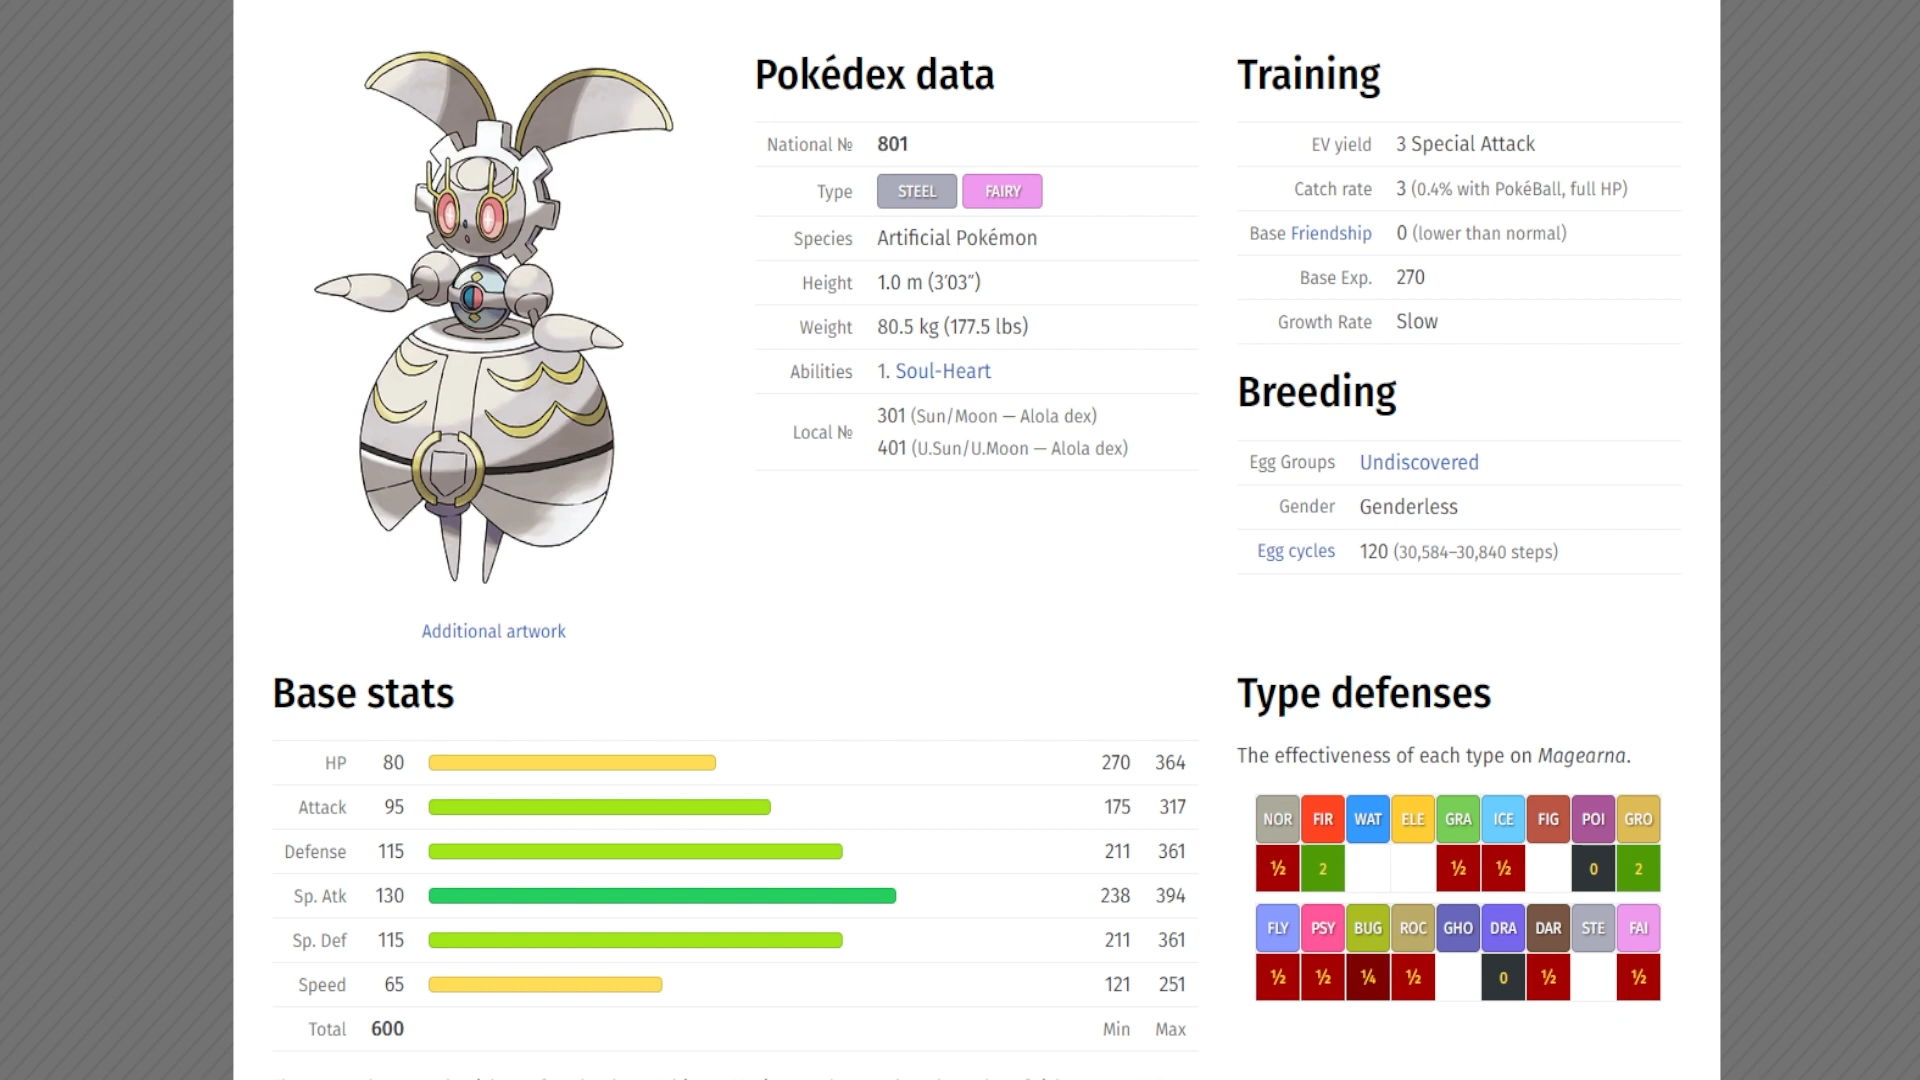 Pokédex data
National № 801
Type STEEL FAIRY
Species Artificial Pokémon
Height 1.0 m (3′03″)
Weight 80.5 kg (177.5 lbs)
Abilities 1. Soul-Heart
Local № 301 (Sun/Moon — Alola dex)
401 (U.Sun/U.Moon — Alola dex)
Training
EV yield 3 Special Attack
Catch rate 3 (0.4% with PokéBall, full HP)
Base Friendship 0 (lower than normal)
Base Exp. 270
Growth Rate Slow
Breeding
Egg Groups Undiscovered
Gender Genderless
Egg cycles 120 (30,584–30,840 steps)
Additional artwork
Base stats
HP 80 270 364
Attack 95 175 317
Defense 115 211 361
Sp. Atk 130 238 394
Sp. Def 115 211 361
Speed 65 121 251
Total 600 Min Max
Type defenses
The effectiveness of each type on Magearna.
NOR FIR WAT ELE GRA ICE FIG POI GRO
½ 2 ½ ½ 0 2
FLY PSY BUG ROC GHO DRA DAR STE FAI
½ ½ ¼ ½ 0 ½ ½